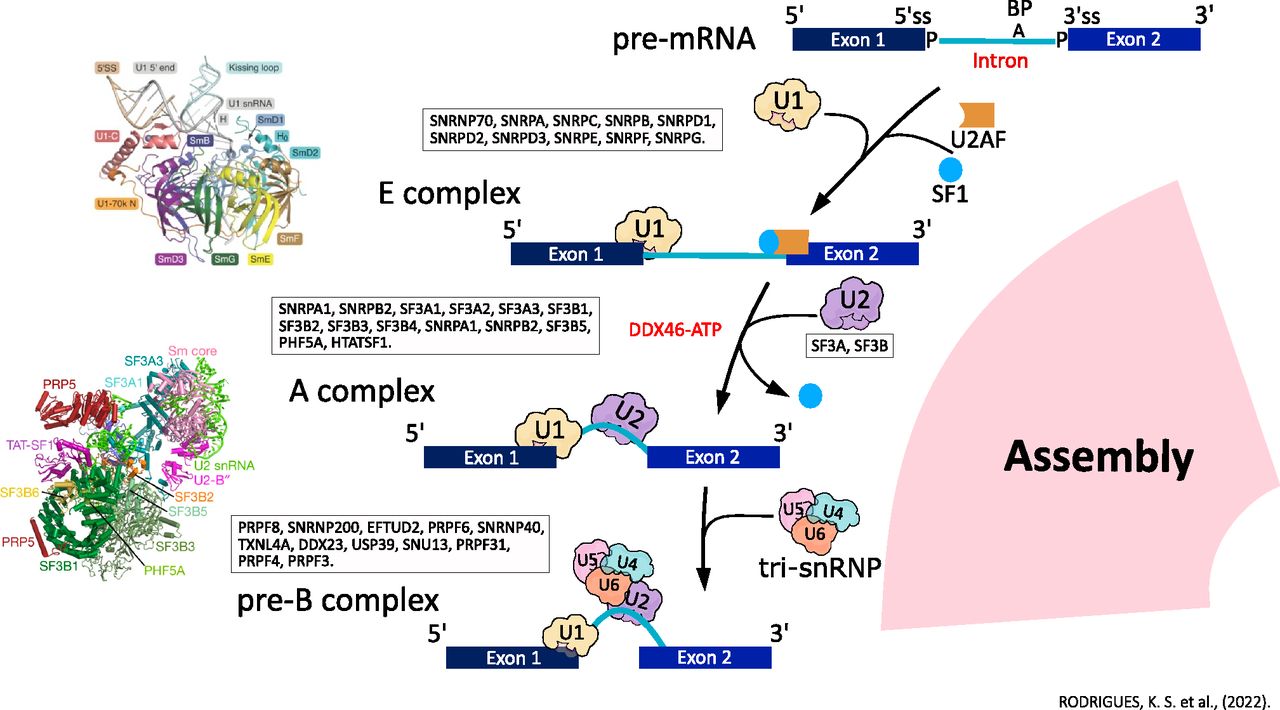 5' 5'ss BP 3'ss 3'
A
pre-mRNA Exon 1 P P Exon 2
Intron
U1
U2AF
SF1
SNRNP70, SNRPA, SNRPC, SNRPB, SNRPD1,
SNRPD2, SNRPD3, SNRPE, SNRPF, SNRPG.
5'SS U1 5' end Kissing loop
U1 snRNA
H
SmD1
U1-C SmB H₀
SmD2
U1-70k N
SmF
SmD3 SmG SmE
E complex
5' U1 3'
Exon 1 Exon 2
SNRPA1, SNRPB2, SF3A1, SF3A2, SF3A3, SF3B1,
SF3B2, SF3B3, SF3B4, SNRPA1, SNRPB2, SF3B5,
PHF5A, HTATSF1.
DDX46-ATP
U2
SF3A, SF3B
Sm core
SF3A3
SF3A1
PRP5
TAT-SF1
U2 snRNA
U2-B″
SF3B6
SF3B2
SF3B5
PRP5
SF3B3
SF3B1
PHF5A
A complex
5' U1 U2 3'
Exon 1 Exon 2
PRPF8, SNRNP200, EFTUD2, PRPF6, SNRNP40,
TXNL4A, DDX23, USP39, SNU13, PRPF31,
PRPF4, PRPF3.
U5 U4
U6
tri-snRNP
pre-B complex
U5 U4
U6
U2
5' U1 3'
Exon 1 Exon 2
Assembly
RODRIGUES, K. S. et al., (2022).